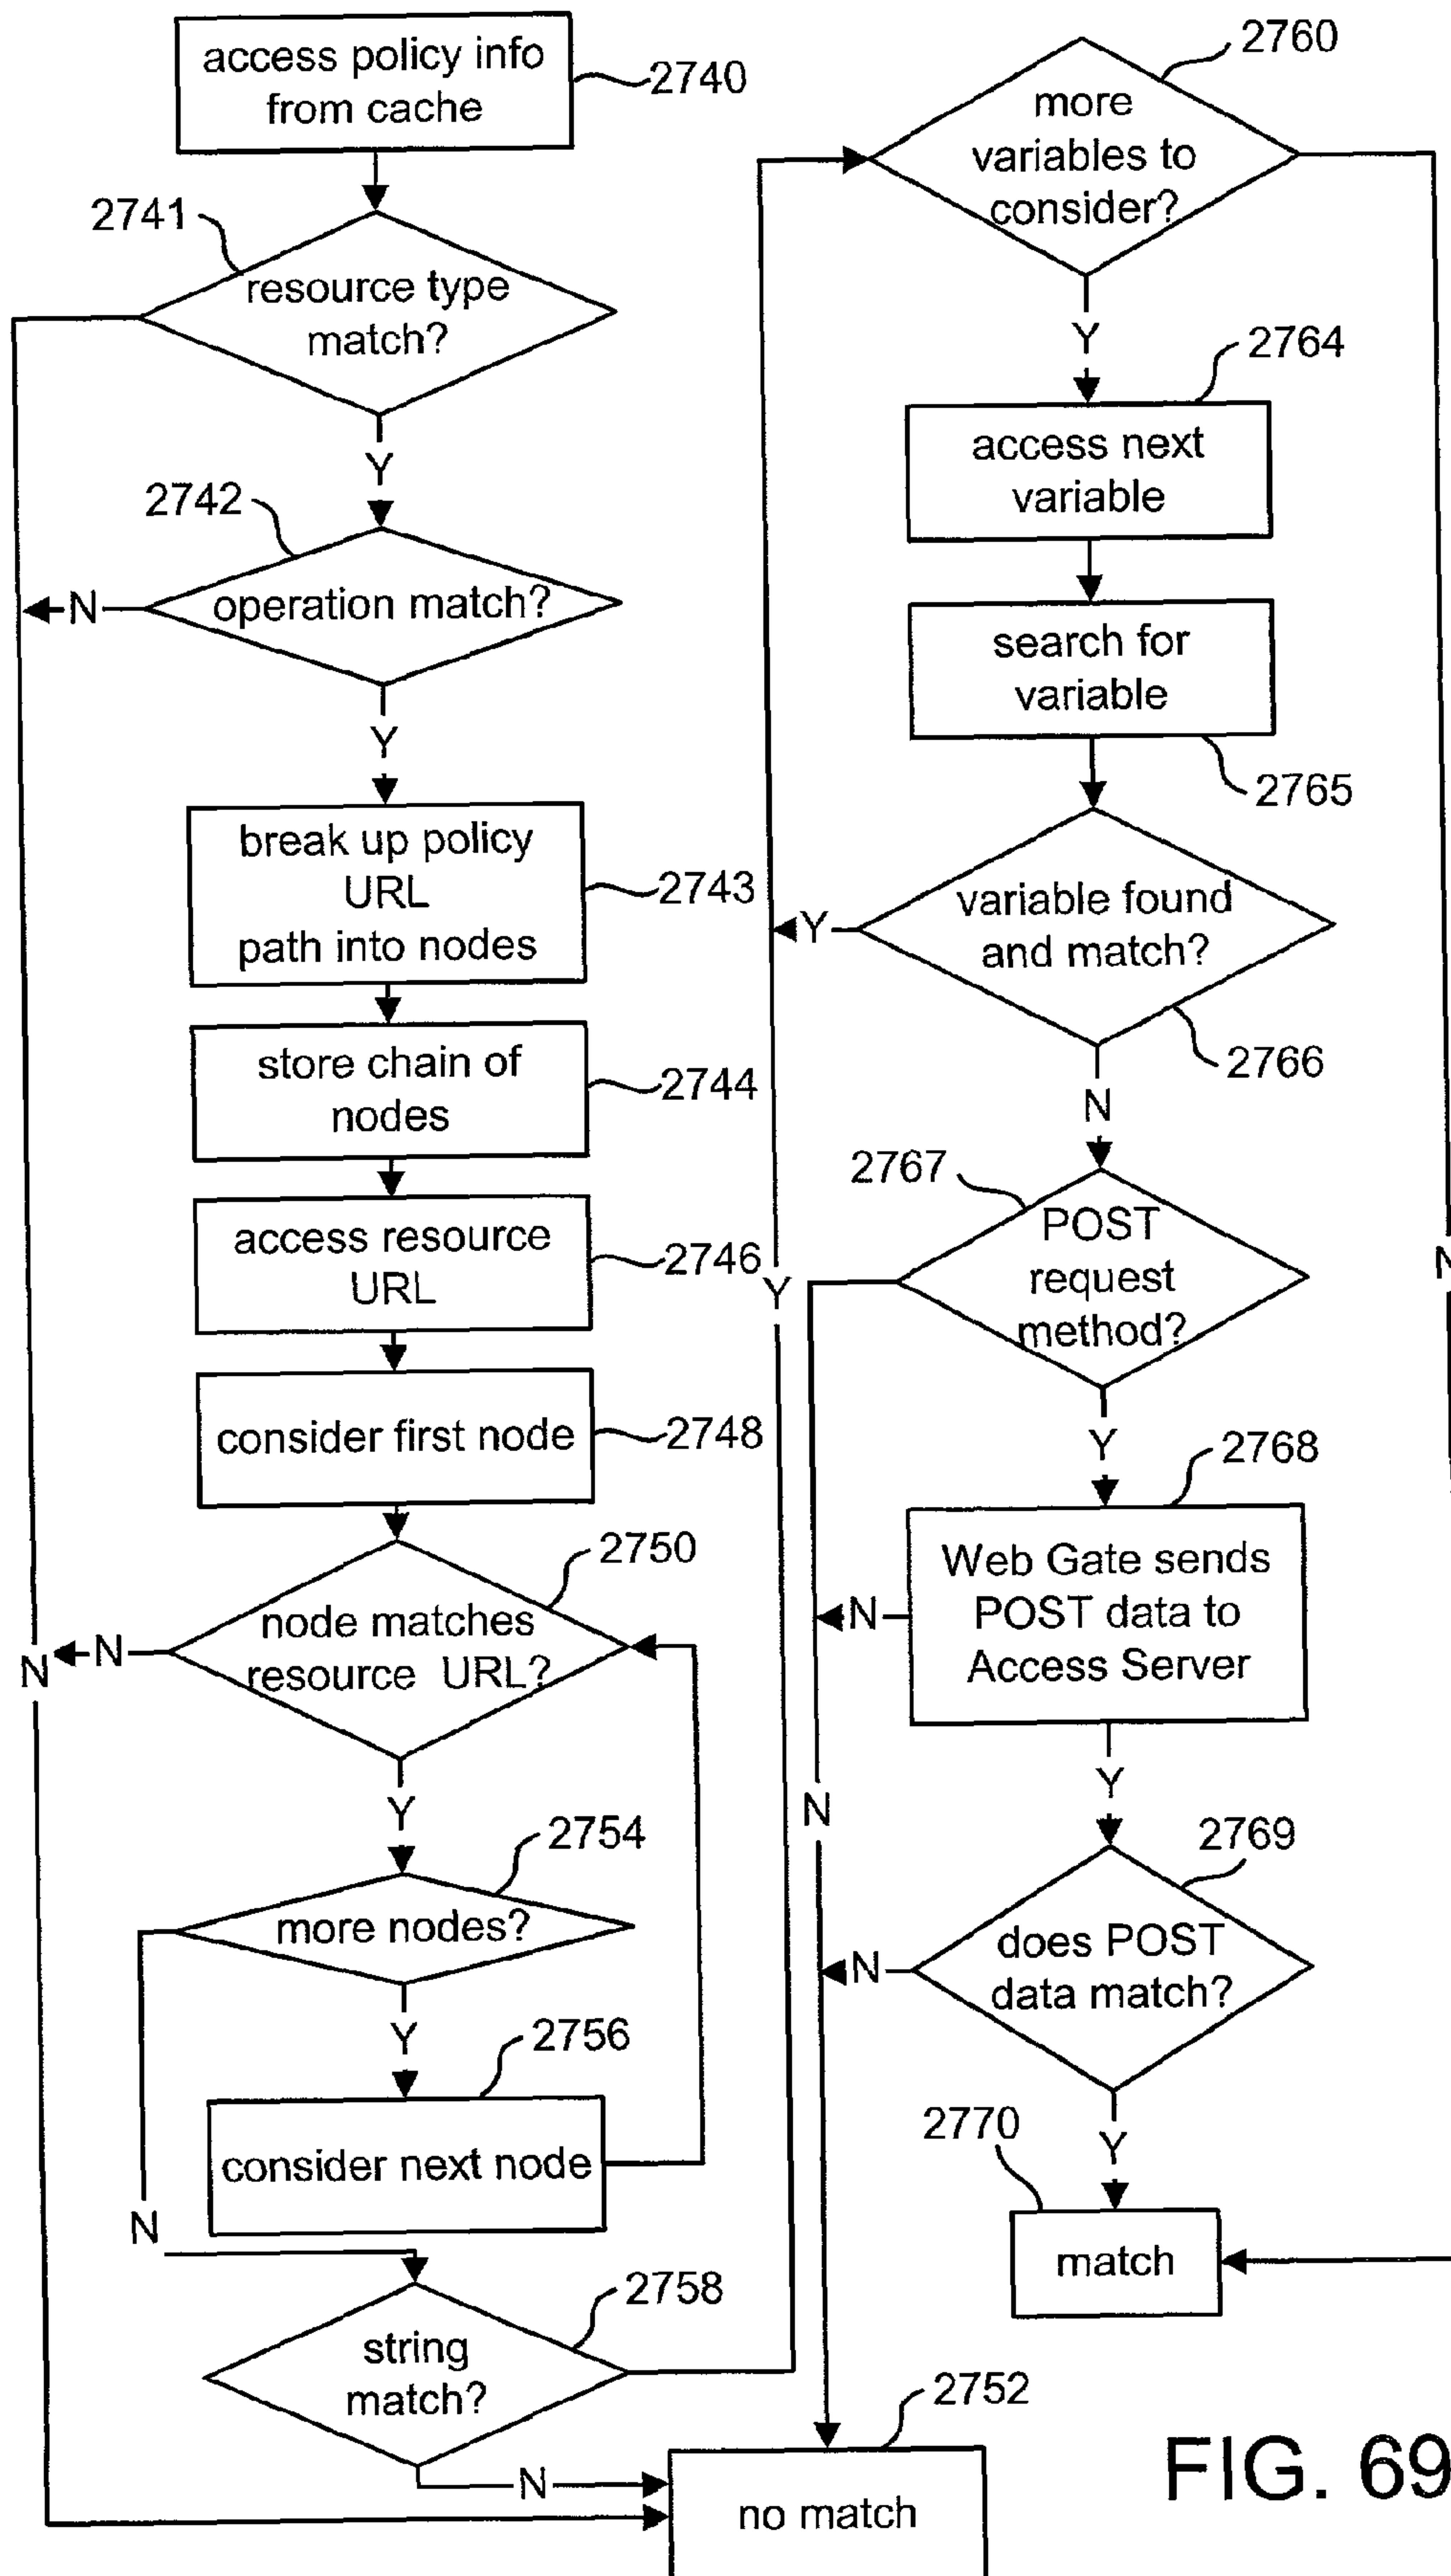 access policy info
from cache
2740
2741
resource type
match?
Y
2742
operation match?
N
Y
break up policy
URL
path into nodes
2743
store chain of
nodes
2744
access resource
URL
2746
consider first node
2748
2750
node matches
resource URL?
N
N
Y
2754
more nodes?
Y
2756
consider next node
N
2758
string
match?
N
2752
no match
Y
2760
more
variables to
consider?
Y
N
2764
access next
variable
search for
variable
2765
variable found
and match?
Y
2766
N
2767
POST
request
method?
Y
2768
Web Gate sends
POST data to
Access Server
N
Y
N
2769
does POST
data match?
N
Y
2770
match
FIG. 69